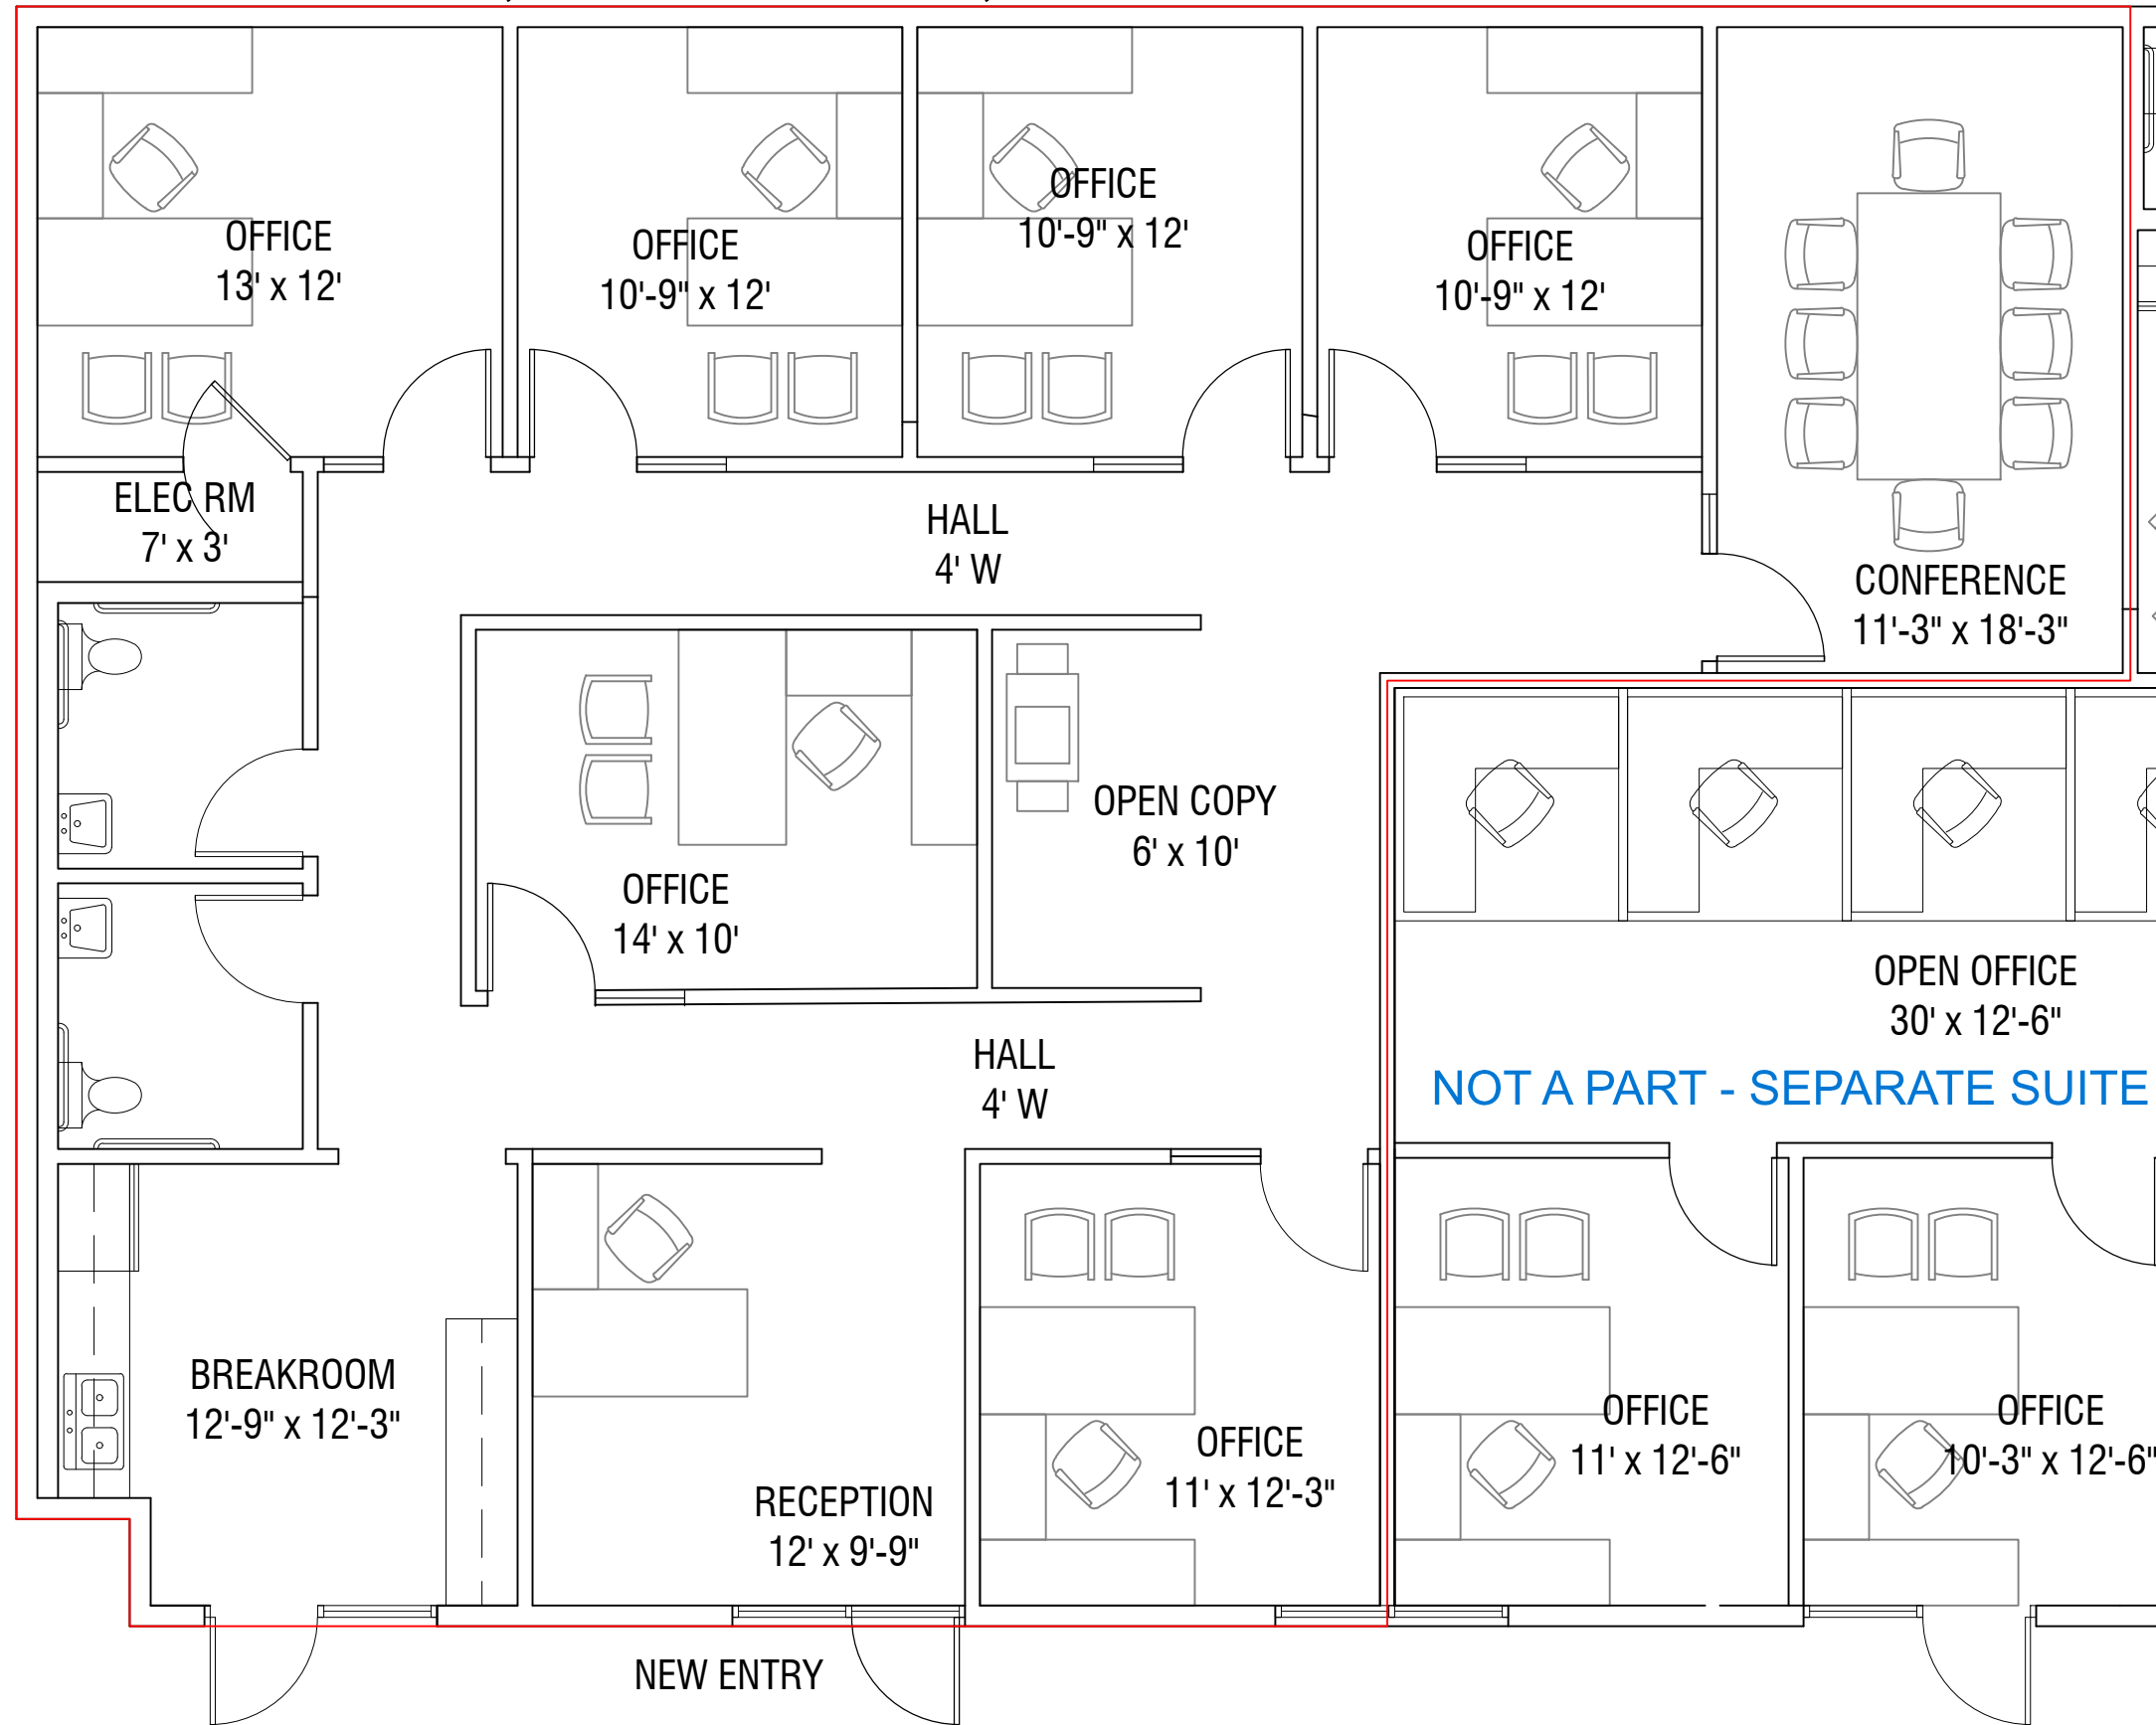 OFFICE
13' x 12'
OFFICE
10'-9" x 12'
OFFICE
10'-9" x 12'
OFFICE
10'-9" x 12'
ELEC RM
7' x 3'
HALL
4' W
CONFERENCE
11'-3" x 18'-3"
OPEN COPY
6' x 10'
OFFICE
14' x 10'
OPEN OFFICE
30' x 12'-6"
HALL
4' W
NOT A PART - SEPARATE SUITE
BREAKROOM
12'-9" x 12'-3"
RECEPTION
12' x 9'-9"
OFFICE
11' x 12'-3"
OFFICE
11' x 12'-6"
OFFICE
10'-3" x 12'-6"
NEW ENTRY